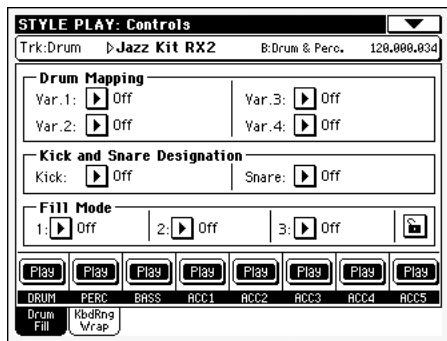 STYLE PLAY: Controls
Trk:Drum Jazz Kit RX2 B:Drum & Perc. 120.000.034
Drum Mapping
Var.1: Off Var.3: Off
Var.2: Off Var.4: Off
Kick and Snare Designation
Kick: Off Snare: Off
Fill Mode
1: Off 2: Off 3: Off
Play Play Play Play Play Play Play Play
DRUM PERC BASS ACC1 ACC2 ACC3 ACC4 ACC5
Drum KbdRng
Fill Wrap